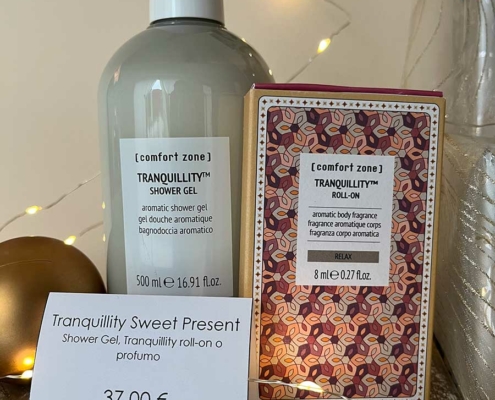 [ comfort zone ]
TRANQUILLITY™
SHOWER GEL
aromatic shower gel
gel douche aromatique
bagnodoccia aromatico
500 ml ℮ 16.91 fl.oz.
[ comfort zone ]
TRANQUILLITY™
ROLL-ON
aromatic body fragrance
fragrance aromatique corps
fragranza corpo aromatica
RELAX
8 ml ℮ 0.27 fl.oz.
Tranquillity Sweet Present
Shower Gel, Tranquillity roll-on o
profumo
37,00 €